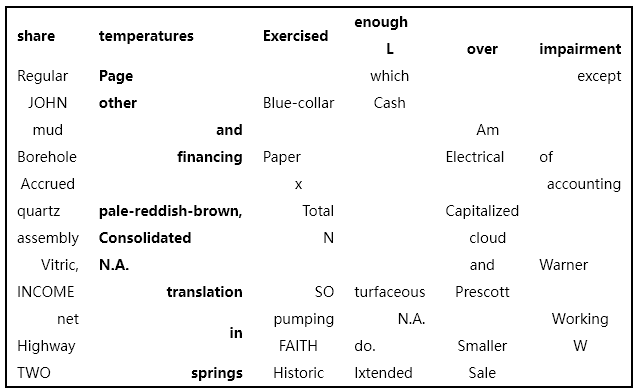 share temperatures Exercised enough
L over impairment
Regular Page which except
JOHN other Blue-collar Cash
mud and Am
Borehole financing Paper Electrical of
Accrued x accounting
quartz pale-reddish-brown, Total Capitalized
assembly Consolidated N cloud
Vitric, N.A. and Warner
INCOME translation SO turfaceous Prescott
net in pumping N.A. Working
Highway FAITH do. Smaller W
TWO springs Historic Ixtended Sale